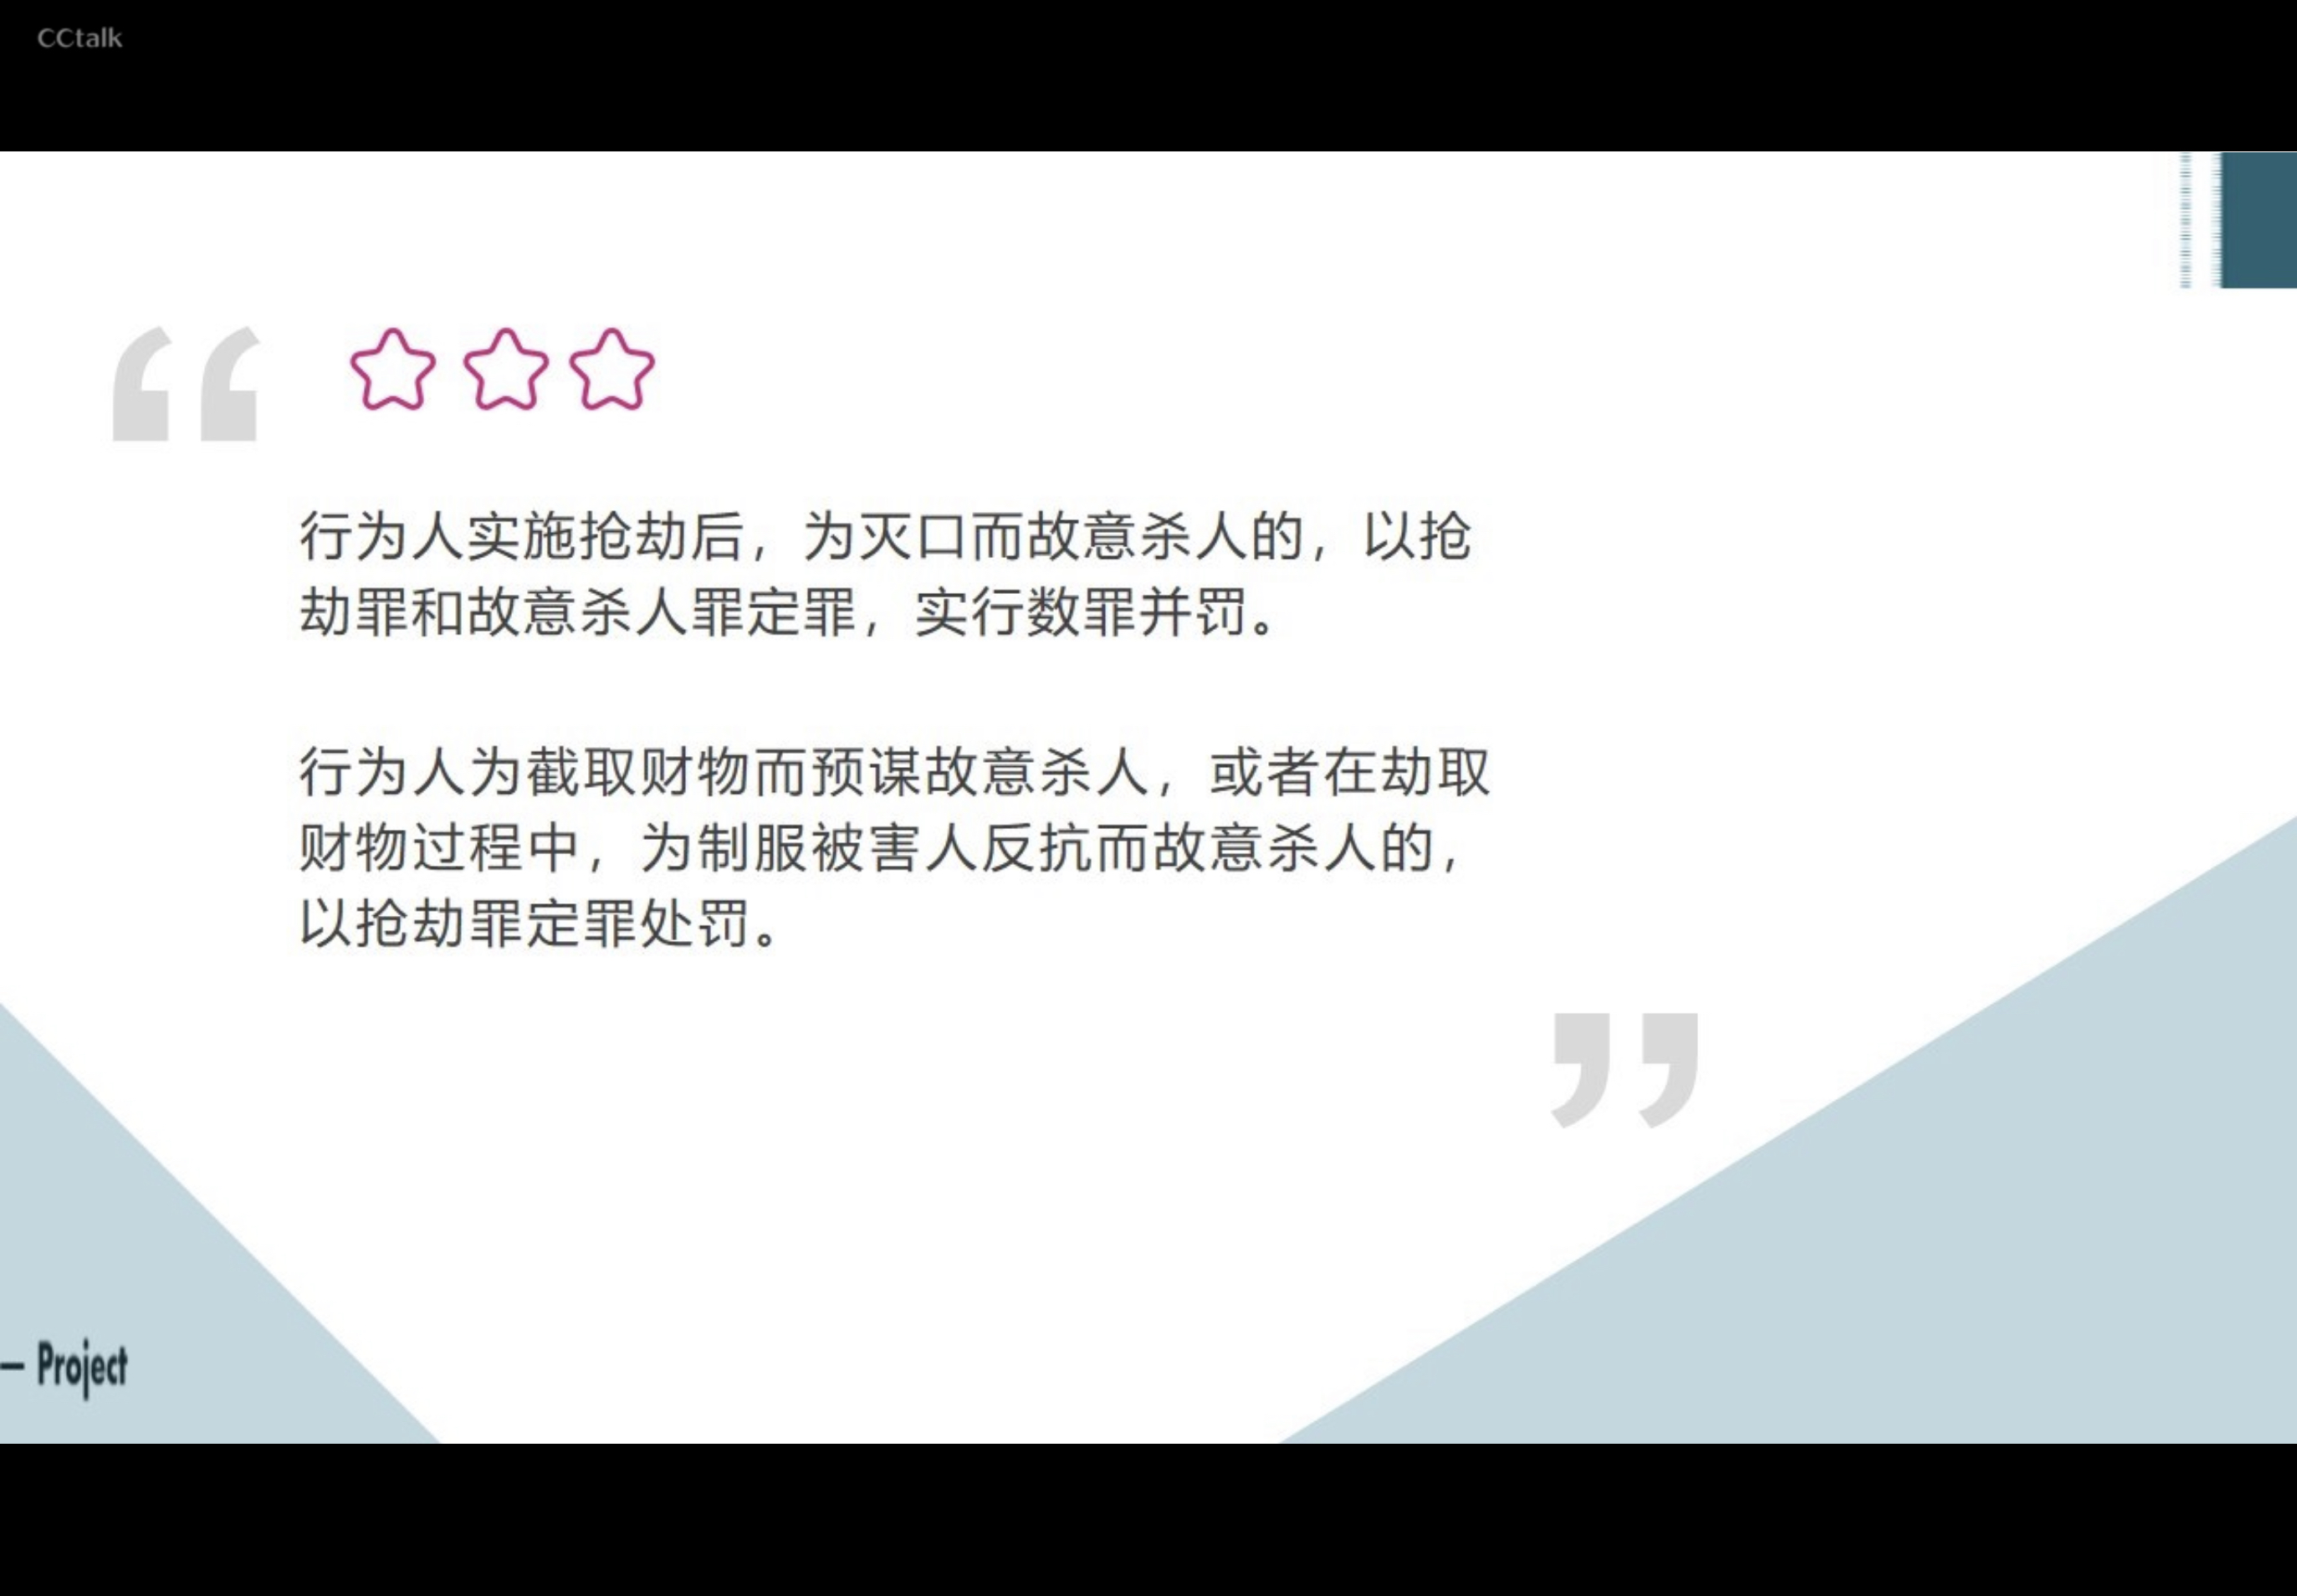 CCtalk
行为人实施抢劫后，为灭口而故意杀人的，以抢
劫罪和故意杀人罪定罪，实行数罪并罚。
行为人为截取财物而预谋故意杀人，或者在劫取
财物过程中，为制服被害人反抗而故意杀人的，
以抢劫罪定罪处罚。
— Project